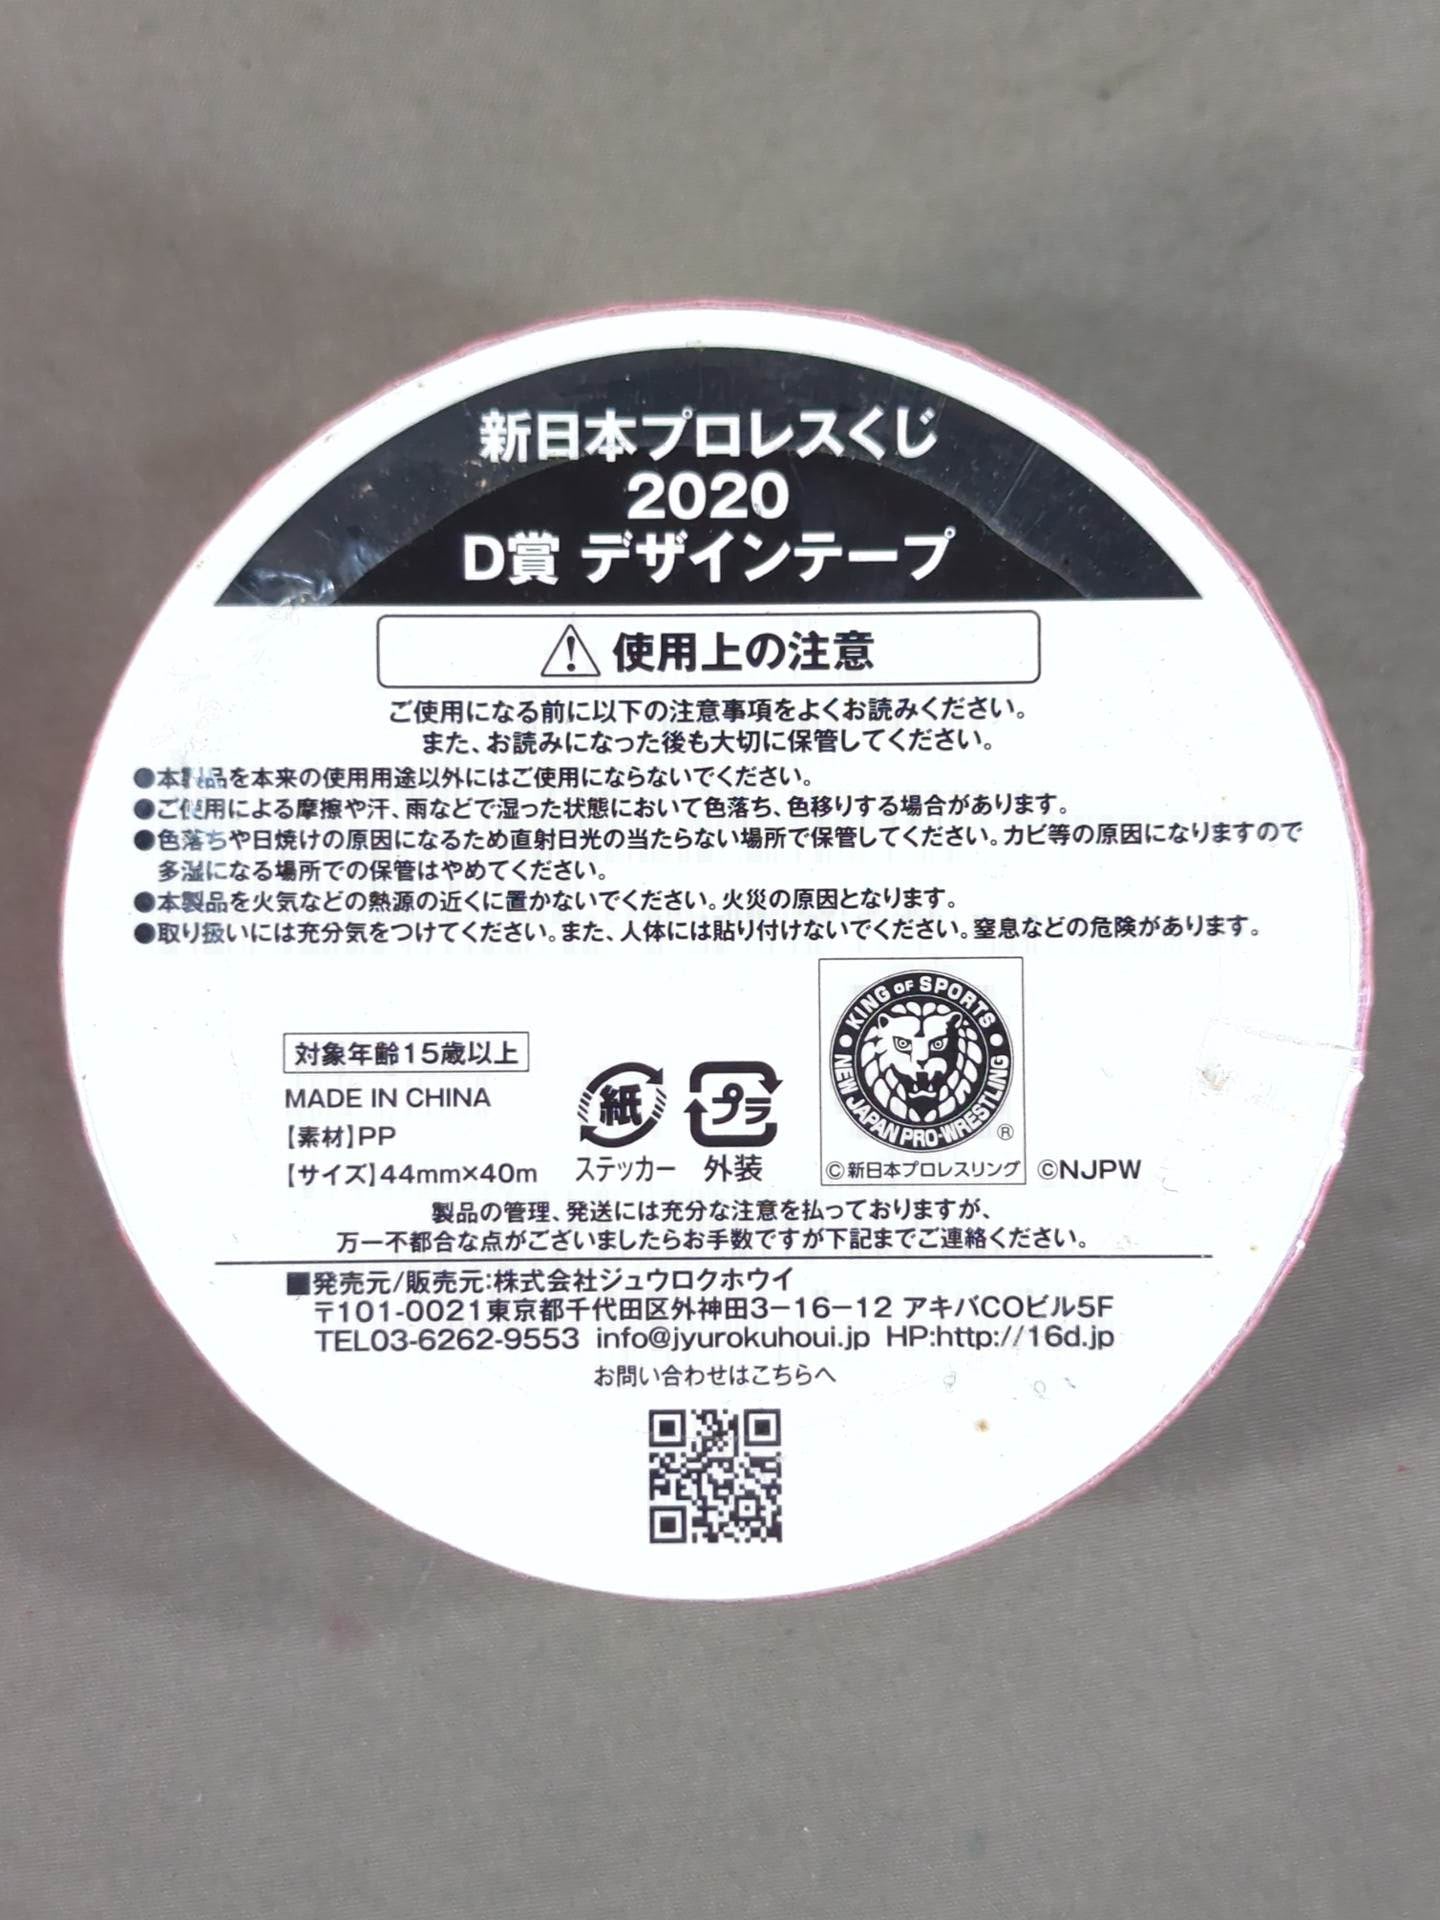 新日本プロレスくじ
2020
D賞 デザインテープ
使用上の注意
ご使用になる前に以下の注意事項をよくお読みください。
また、お読みになった後も大切に保管してください。
●本製品を本来の使用用途以外にはご使用にならないでください。
●ご使用による摩擦や汗、雨などで湿った状態において色落ち、色移りする場合があります。
●色落ちや日焼けの原因になるため直射日光の当たらない場所で保管してください。カビ等の原因になりますので
多湿になる場所での保管はやめてください。
●本製品を火気などの熱源の近くに置かないでください。火災の原因となります。
●取り扱いには充分気をつけてください。また、人体には貼り付けないでください。窒息などの危険があります。
対象年齢15歳以上
MADE IN CHINA
【素材】PP
【サイズ】44mm×40m
紙
ステッカー
プラ
外装
KING OF SPORTS
NEW JAPAN PRO-WRESTLING
®
©新日本プロレスリング
©NJPW
製品の管理、発送には充分な注意を払っておりますが、
万一不都合な点がございましたらお手数ですが下記までご連絡ください。
■発売元/販売元:株式会社ジュウロクホウイ
〒101-0021東京都千代田区外神田3-16-12 アキバCOビル5F
TEL03-6262-9553 info@jyurokuhoui.jp HP:http://16d.jp
お問い合わせはこちらへ